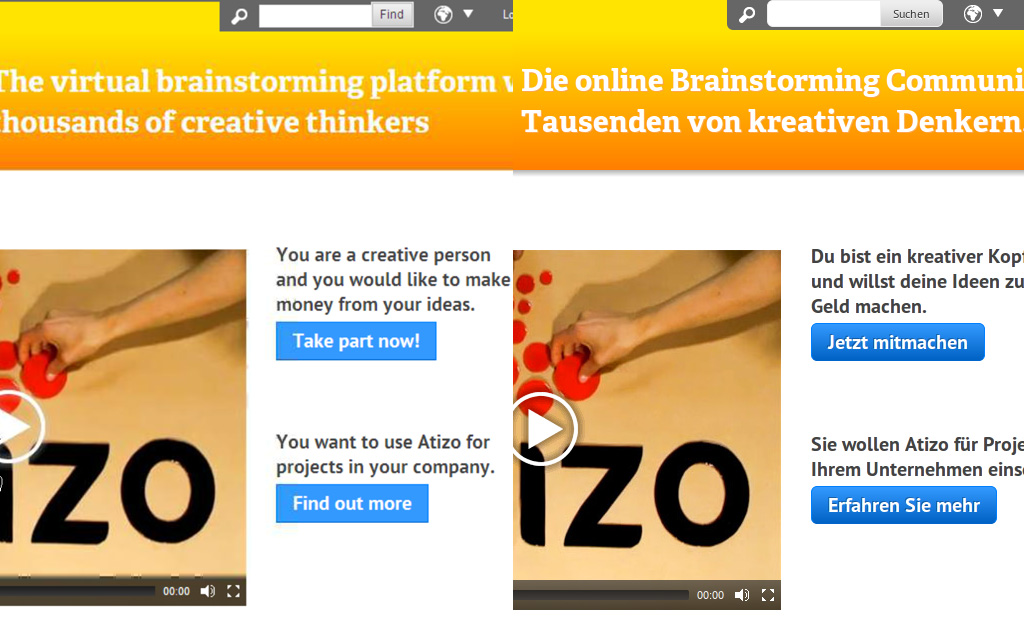 Find
The virtual brainstorming platform
thousands of creative thinkers
You are a creative person
and you would like to make
money from your ideas.
Take part now!
You want to use Atizo for
projects in your company.
Find out more
IZO
00:00
Suchen
Die online Brainstorming Communi
Tausenden von kreativen Denkern
Du bist ein kreativer Kopf
und willst deine Ideen zu
Geld machen.
Jetzt mitmachen
Sie wollen Atizo für Proje
Ihrem Unternehmen eins
Erfahren Sie mehr
IZO
00:00